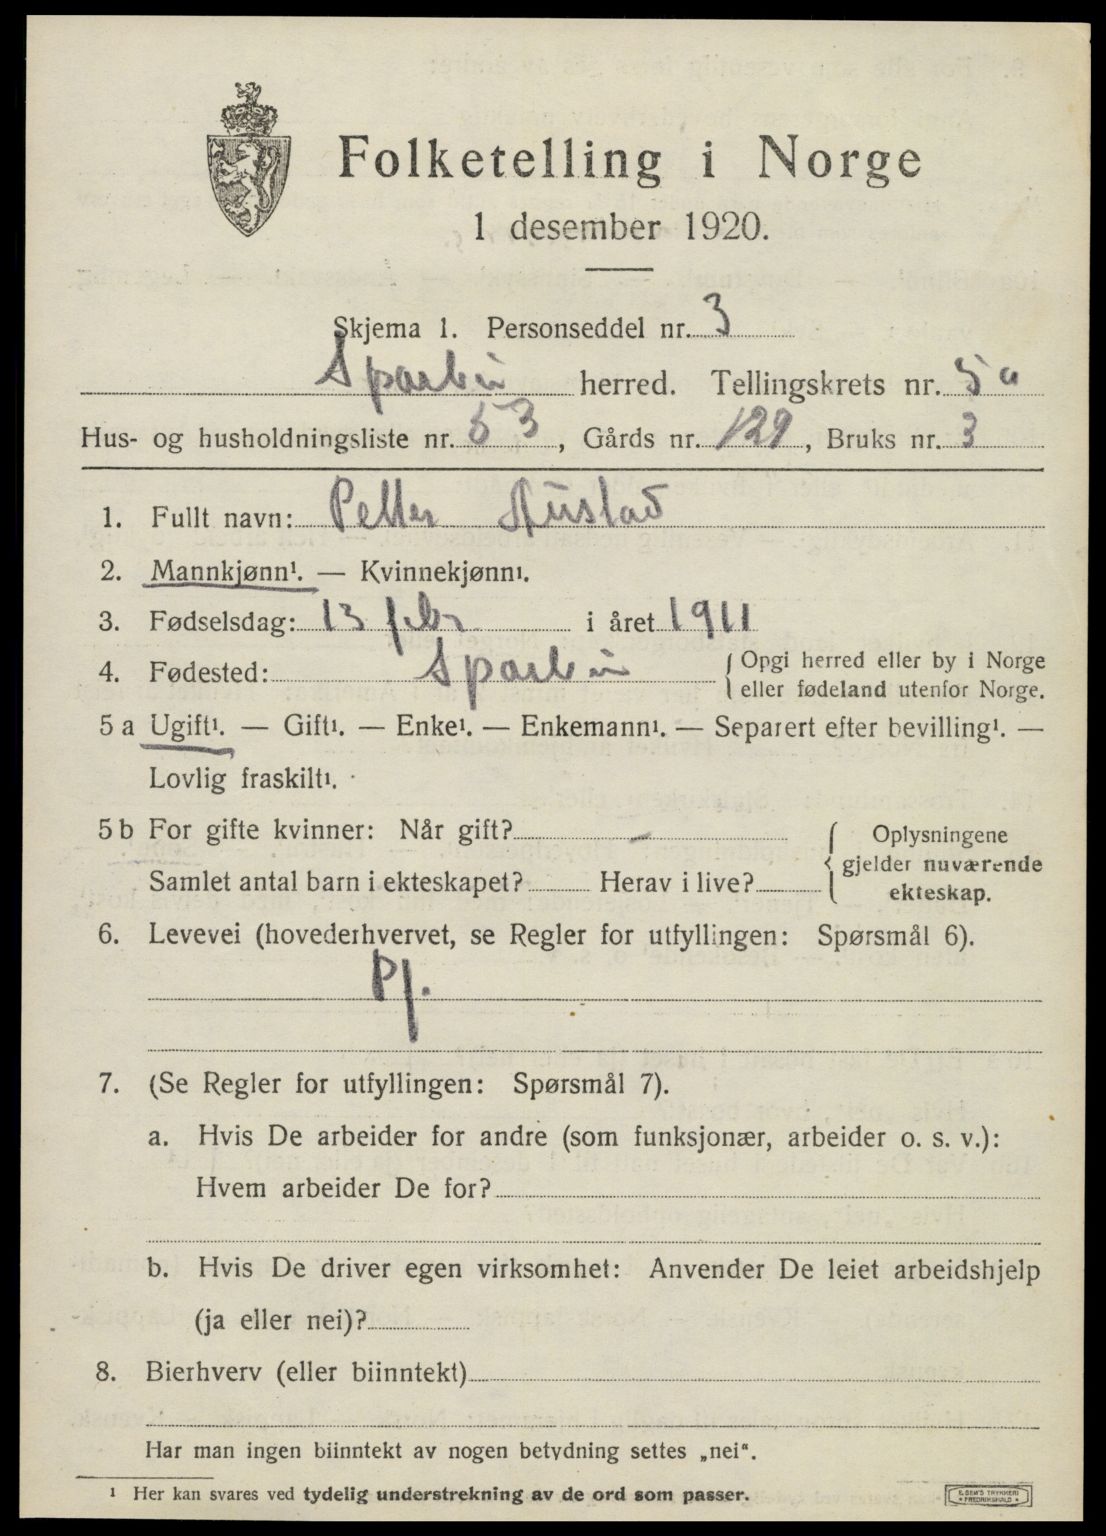 Folketelling i Norge
1 desember 1920.
Skjema 1. Personseddel nr. 3
Sparbu herred. Tellingskrets nr. 5a
Hus- og husholdningsliste nr. 53, Gårds nr. 129, Bruks nr. 3
1. Fullt navn: Petter Austad
2. Mannkjønn¹. — Kvinnekjønn¹.
3. Fødselsdag: 13 febr i året 1911
4. Fødested: Sparbu { Opgi herred eller by i Norge
eller fødeland utenfor Norge.
5 a Ugift¹. — Gift¹. — Enke¹. — Enkemann¹. — Separert efter bevilling¹. —
Lovlig fraskilt¹.
5 b For gifte kvinner: Når gift? — { Oplysningene
gjelder nuværende
ekteskap.
Samlet antal barn i ekteskapet? Herav i live?
6. Levevei (hovederhvervet, se Regler for utfyllingen: Spørsmål 6).
Pf.
7. (Se Regler for utfyllingen: Spørsmål 7).
a. Hvis De arbeider for andre (som funksjonær, arbeider o. s. v.):
Hvem arbeider De for?
b. Hvis De driver egen virksomhet: Anvender De leiet arbeidshjelp
(ja eller nei)?
8. Bierhverv (eller biinntekt)
Har man ingen biinntekt av nogen betydning settes „nei“.
¹ Her kan svares ved tydelig understrekning av de ord som passer.
E. SEM'S TRYKKERI
* FREDRIKSHALD *